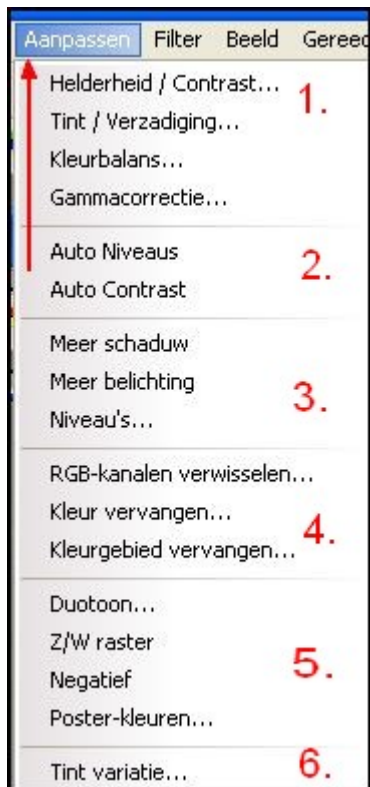 Aanpassen Filter Beeld Gereed
Helderheid / Contrast... 1.
Tint / Verzadiging...
Kleurbalans...
Gammacorrectie...
Auto Niveaus 2.
Auto Contrast
Meer schaduw
Meer belichting 3.
Niveau's...
RGB-kanalen verwisselen...
Kleur vervangen... 4.
Kleurgebied vervangen...
Duotoon...
Z/W raster 5.
Negatief
Poster-kleuren...
Tint variatie... 6.